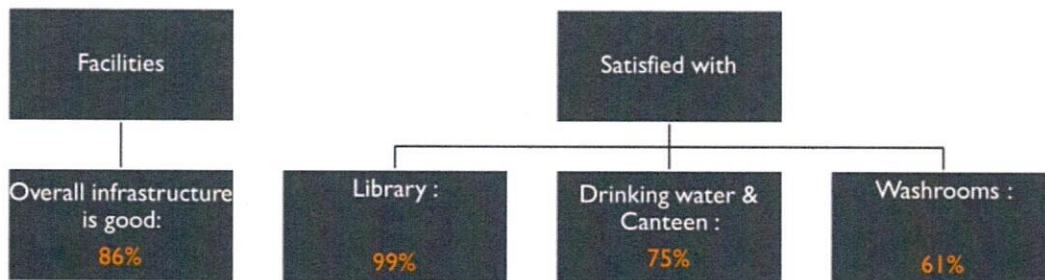 Facilities
Satisfied with
Overall infrastructure
is good:
86%
Library :
99%
Drinking water &
Canteen :
75%
Washrooms :
61%